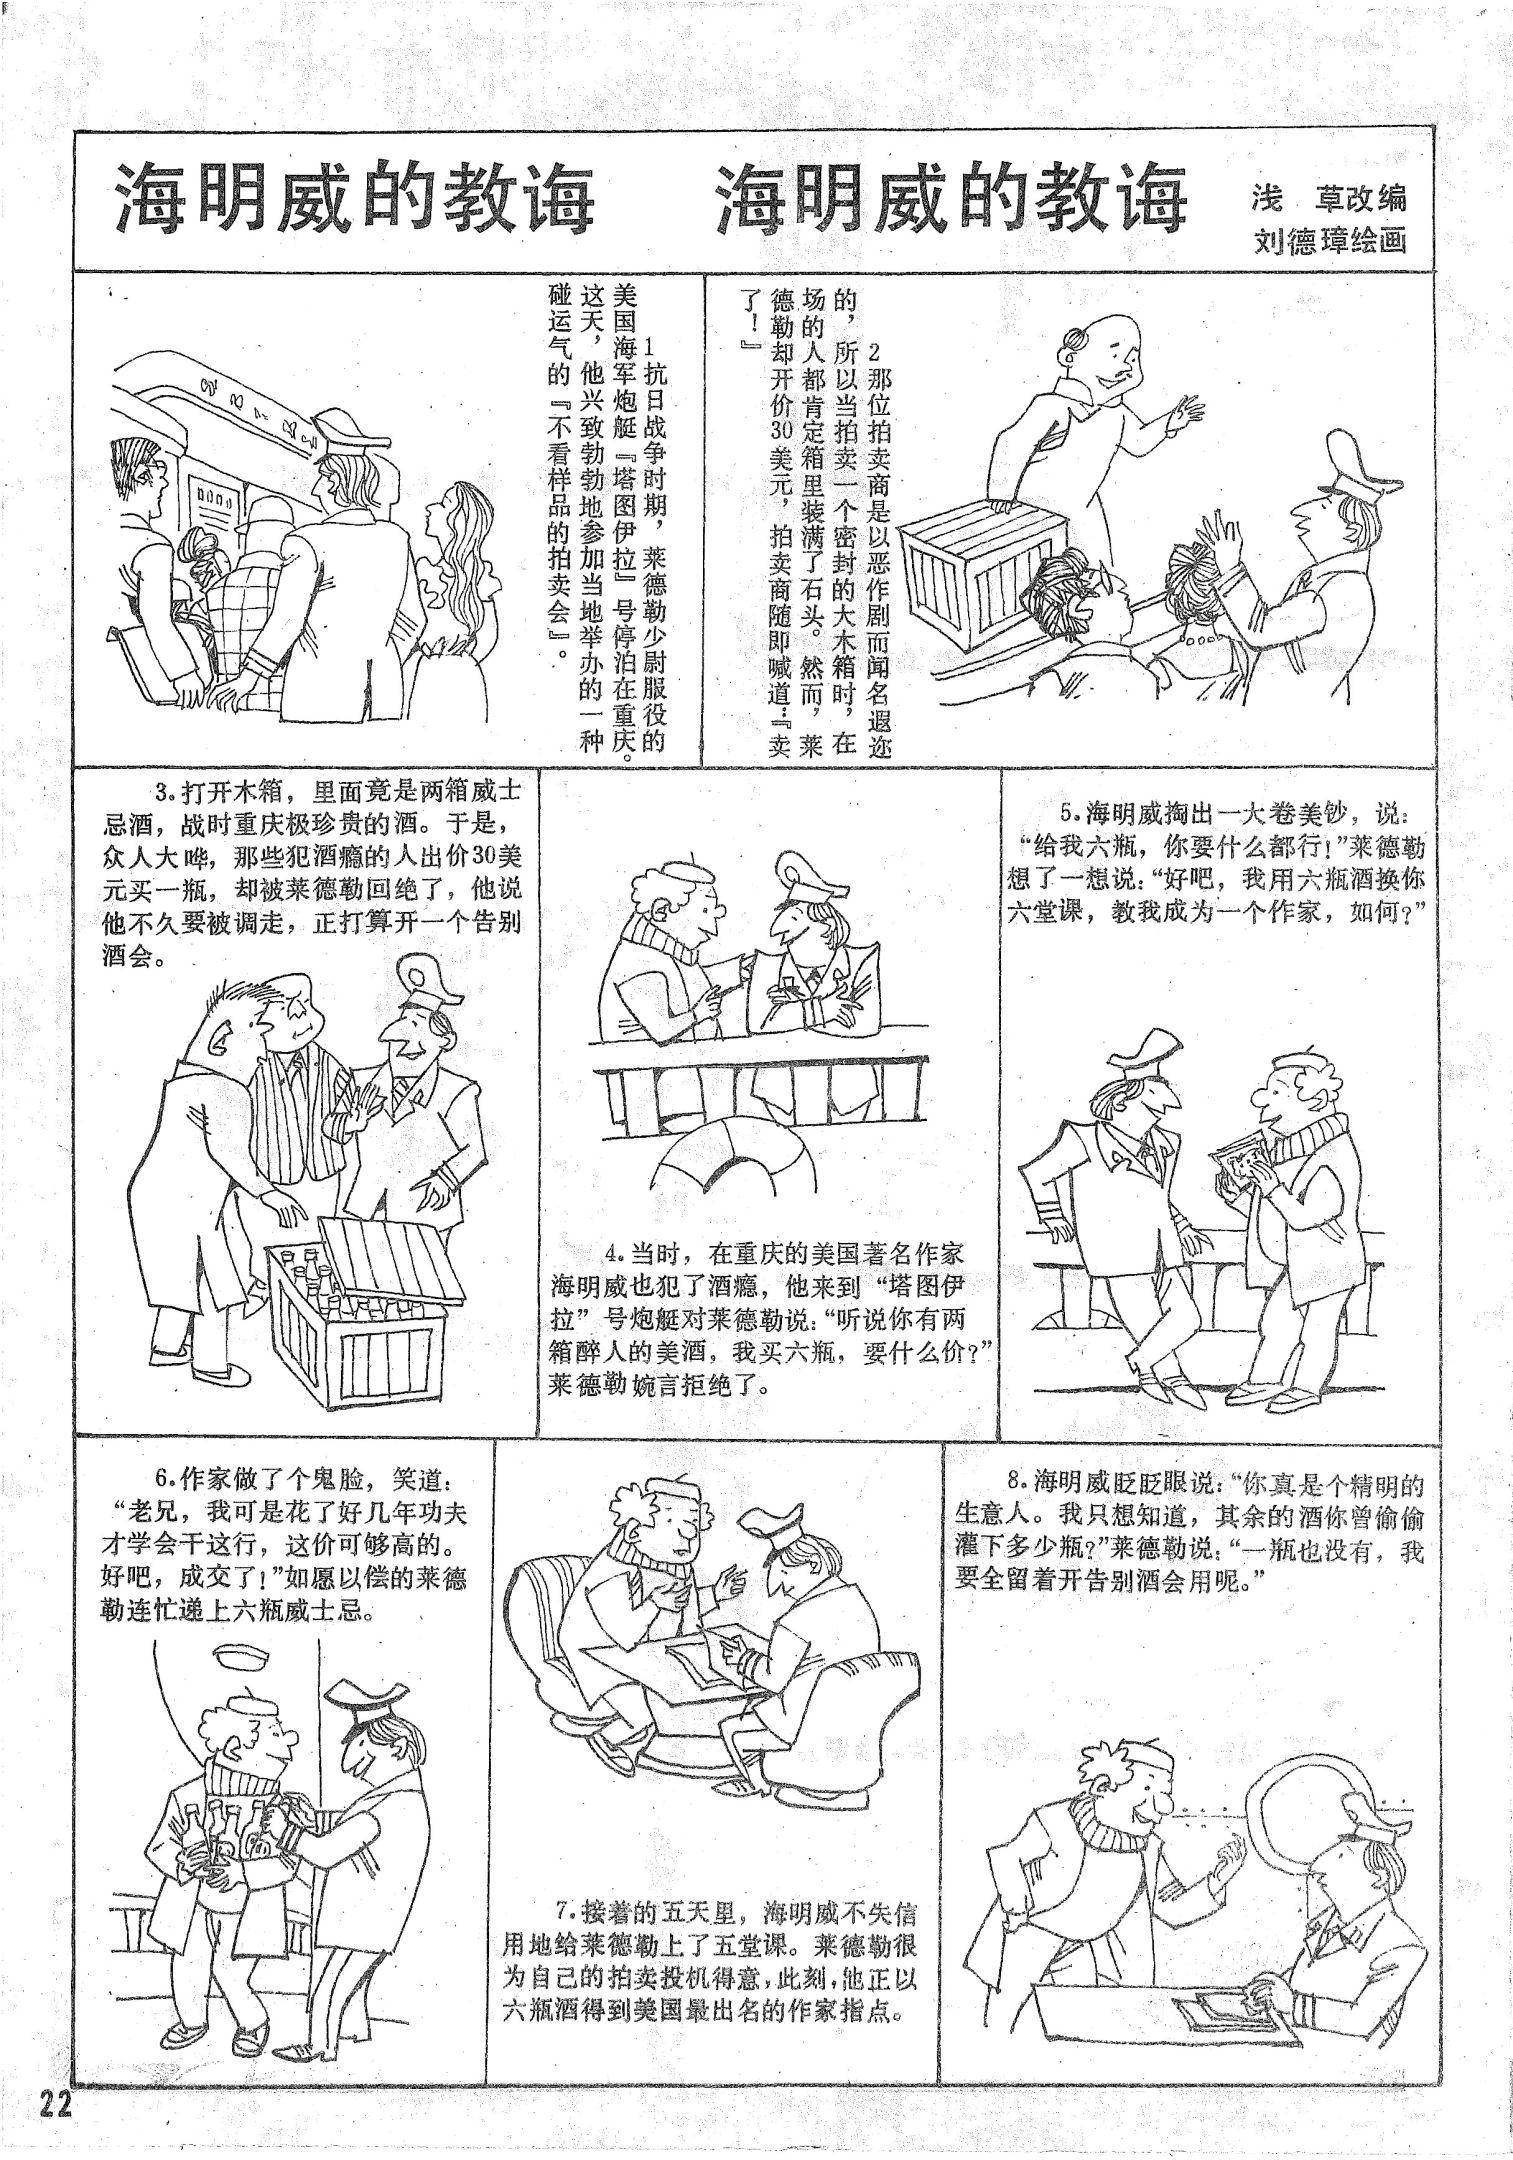 海明威的教诲
海明威的教诲
浅　草改编
刘德璋绘画
1抗日战争时期，莱德勒少尉服役的
美国海军炮艇『塔图伊拉』号停泊在重庆。
这天，他兴致勃勃地参加当地举办的一种
碰运气的『不看样品的拍卖会』。
2那位拍卖商是以恶作剧而闻名遐迩
的，所以当拍卖一个密封的大木箱时，在
场的人都肯定箱里装满了石头。然而，莱
德勒却开价30美元，拍卖商随即喊道：『卖
了！』
3.打开木箱，里面竟是两箱威士
忌酒，战时重庆极珍贵的酒。于是，
众人大哗，那些犯酒瘾的人出价30美
元买一瓶，却被莱德勒回绝了，他说
他不久要被调走，正打算开一个告别
酒会。
4.当时，在重庆的美国著名作家
海明威也犯了酒瘾，他来到“塔图伊
拉”号炮艇对莱德勒说：“听说你有两
箱醉人的美酒，我买六瓶，要什么价？”
莱德勒婉言拒绝了。
5.海明威掏出一大卷美钞，说：
“给我六瓶，你要什么都行！”莱德勒
想了一想说：“好吧，我用六瓶酒换你
六堂课，教我成为一个作家，如何？”
6.作家做了个鬼脸，笑道：
“老兄，我可是花了好几年功夫
才学会干这行，这价可够高的。
好吧，成交了！”如愿以偿的莱德
勒连忙递上六瓶威士忌。
7.接着的五天里，海明威不失信
用地给莱德勒上了五堂课。莱德勒很
为自己的拍卖投机得意，此刻，他正以
六瓶酒得到美国最出名的作家指点。
8.海明威眨眨眼说：“你真是个精明的
生意人。我只想知道，其余的酒你曾偷偷
灌下多少瓶？”莱德勒说：“一瓶也没有，我
要全留着开告别酒会用呢。”
22